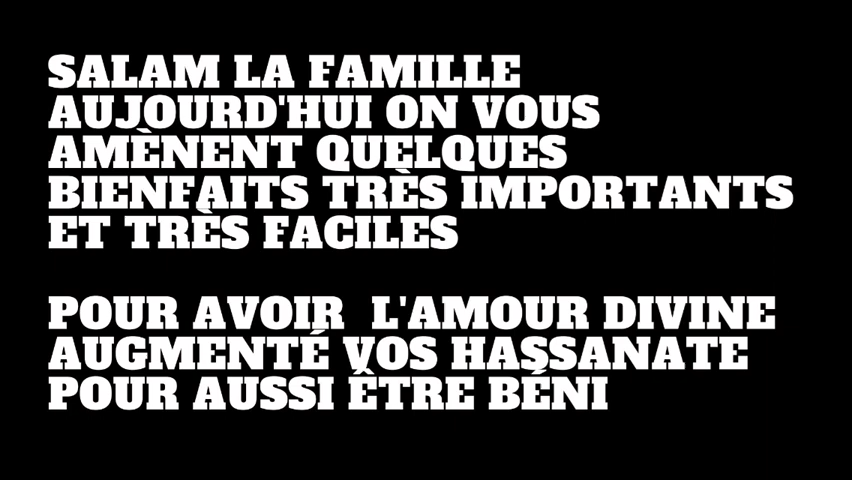 SALAM LA FAMILLE
AUJOURD'HUI ON VOUS
AMÈNENT QUELQUES
BIENFAITS TRÈS IMPORTANTS
ET TRÈS FACILES
POUR AVOIR L'AMOUR DIVINE
AUGMENTÉ VOS HASSANATE
POUR AUSSI ÊTRE BÉNI